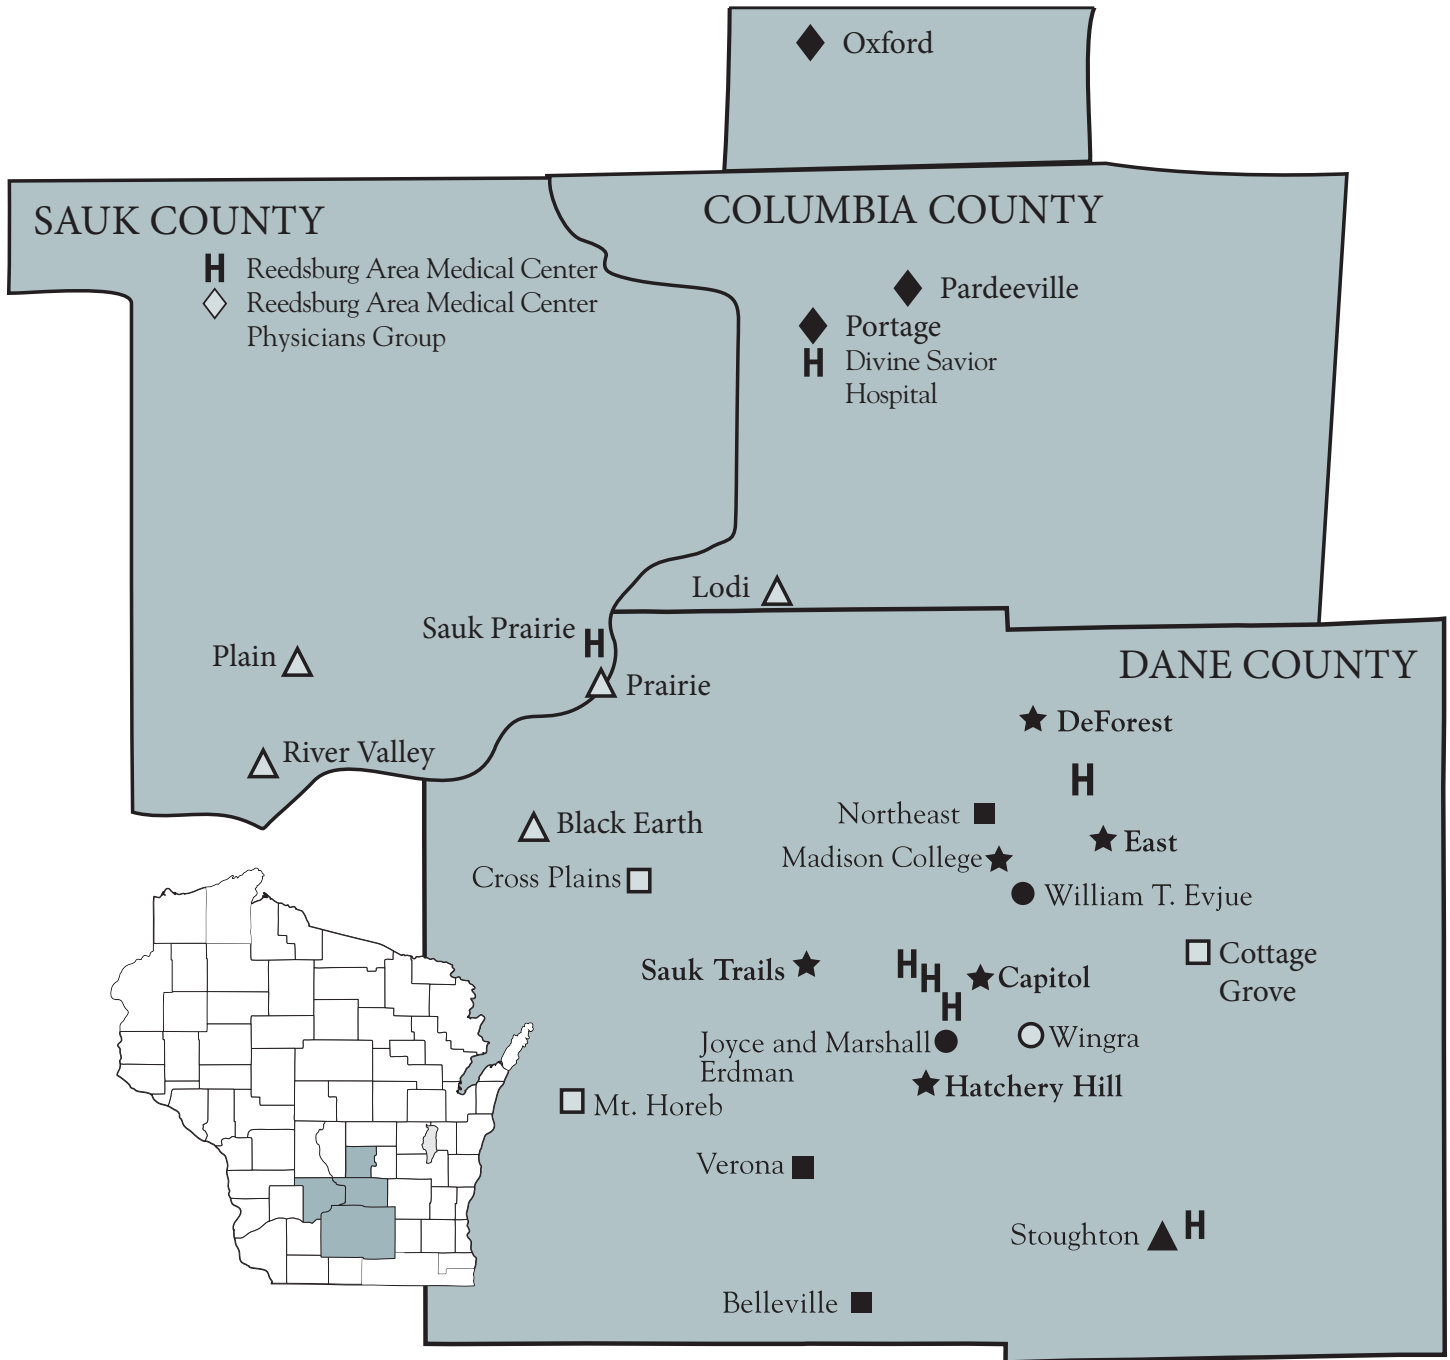 Oxford
SAUK COUNTY
H Reedsburg Area Medical Center
Reedsburg Area Medical Center
Physicians Group
COLUMBIA COUNTY
Pardeeville
Portage
H Divine Savior
Hospital
Lodi
Sauk Prairie H
Plain
Prairie
River Valley
DANE COUNTY
DeForest
H
Northeast
Black Earth
East
Madison College
Cross Plains
William T. Evjue
Cottage
Grove
Sauk Trails
H
H
H
Capitol
Joyce and Marshall
Erdman
Wingra
Hatchery Hill
Mt. Horeb
Verona
Stoughton H
Belleville